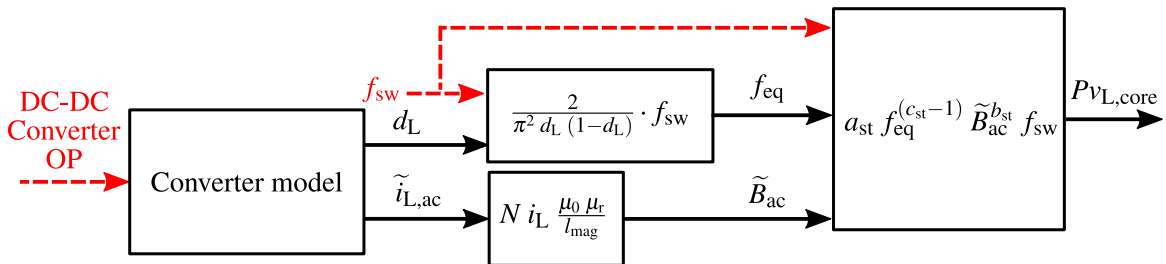 DC-DC
Converter
OP
Converter model
f_sw
d_L
ĩ_L,ac
2 / (π² d_L (1−d_L)) · f_sw
N i_L μ₀ μ_r / l_mag
f_eq
B̃_ac
a_st f_eq^(c_st−1) B̃_ac^b_st f_sw
Pv_L,core